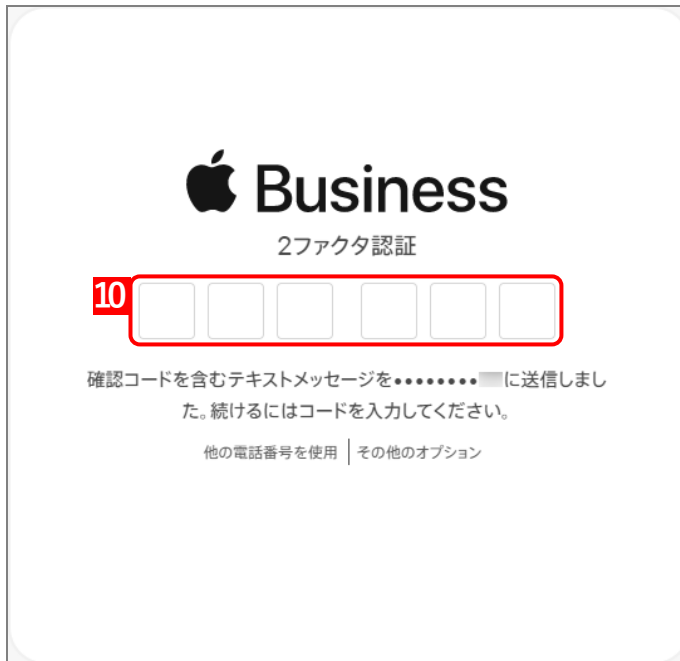 Business
2ファクタ認証
10
確認コードを含むテキストメッセージを••••••••に送信しまし
た。続けるにはコードを入力してください。
他の電話番号を使用 | その他のオプション